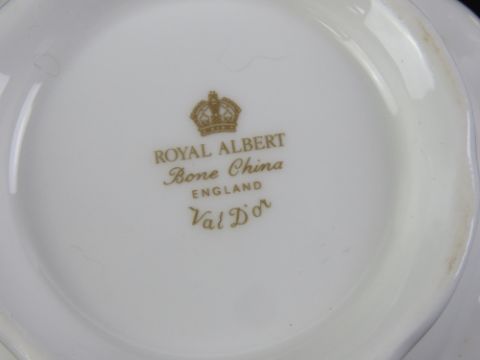 ROYAL ALBERT
Bone China
ENGLAND
Val D'or